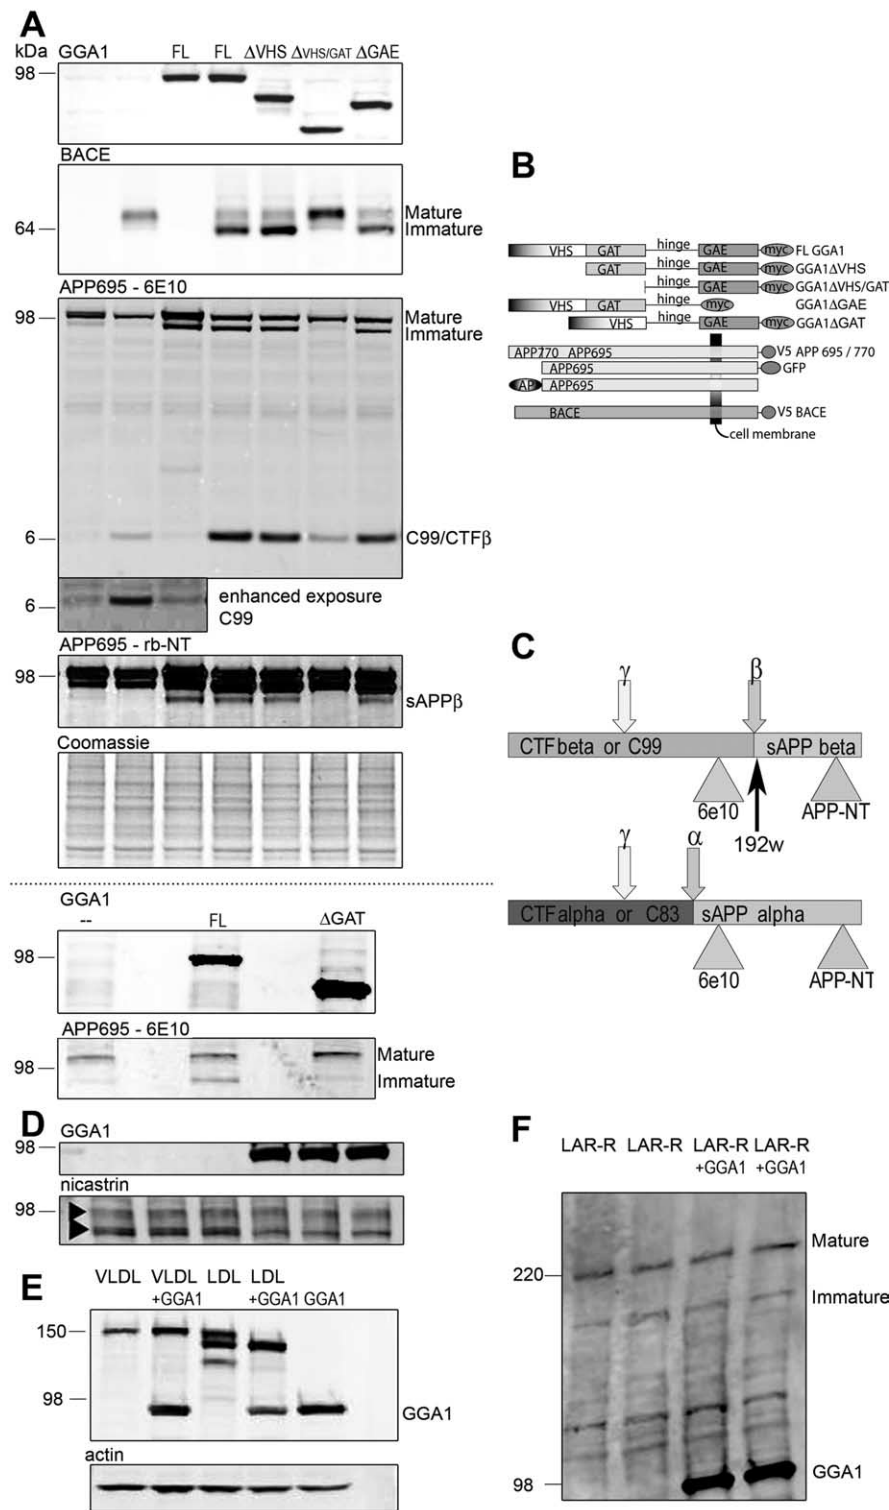 A
kDa GGA1 FL FL ΔVHS ΔVHS/GAT ΔGAE
98
BACE
Mature
64 Immature
APP695 - 6E10
98 Mature
Immature
6 C99/CTFβ
6 enhanced exposure
C99
APP695 - rb-NT
98
sAPPβ
Coomassie
GGA1
-- FL ΔGAT
98
APP695 - 6E10
98 Mature
Immature
B
VHS GAT hinge GAE myc FL GGA1
GAT hinge GAE myc GGA1ΔVHS
hinge GAE myc GGA1ΔVHS/GAT
VHS GAT hinge myc GGA1ΔGAE
VHS hinge GAE myc GGA1ΔGAT
APP770 APP695 V5 APP 695 / 770
APP695 GFP
AP APP695
BACE V5 BACE
cell membrane
C
γ β
CTFbeta or C99 sAPP beta
6e10 APP-NT
192w
γ α
CTFalpha or C83 sAPP alpha
6e10 APP-NT
D
GGA1
98
nicastrin
98
E
VLDL VLDL LDL LDL
+GGA1 +GGA1 GGA1
150
98
GGA1
actin
F
LAR-R LAR-R LAR-R LAR-R
+GGA1 +GGA1
Mature
220
Immature
GGA1
98